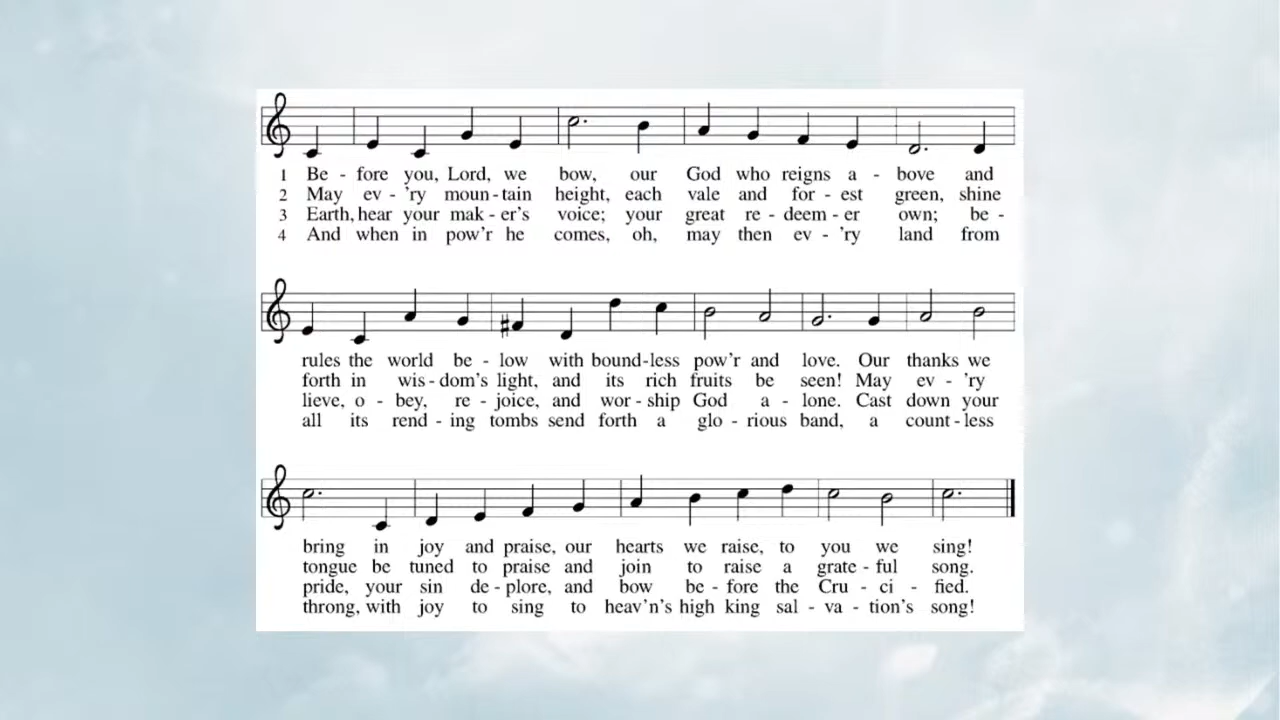 1 Be - fore you, Lord, we bow, our God who reigns a - bove and
2 May ev - 'ry moun - tain height, each vale and for - est green, shine
3 Earth, hear your mak - er's voice; your great re - deem - er own; be -
4 And when in pow'r he comes, oh, may then ev - 'ry land from
rules the world be - low with bound - less pow'r and love. Our thanks we
forth in wis - dom's light, and its rich fruits be seen! May ev - 'ry
lieve, o - bey, re - joice, and wor - ship God a - lone. Cast down your
all its rend - ing tombs send forth a glo - rious band, a count - less
bring in joy and praise, our hearts we raise, to you we sing!
tongue be tuned to praise and join to raise a grate - ful song.
pride, your sin de - plore, and bow be - fore the Cru - ci - fied.
throng, with joy to sing to heav'n's high king sal - va - tion's song!